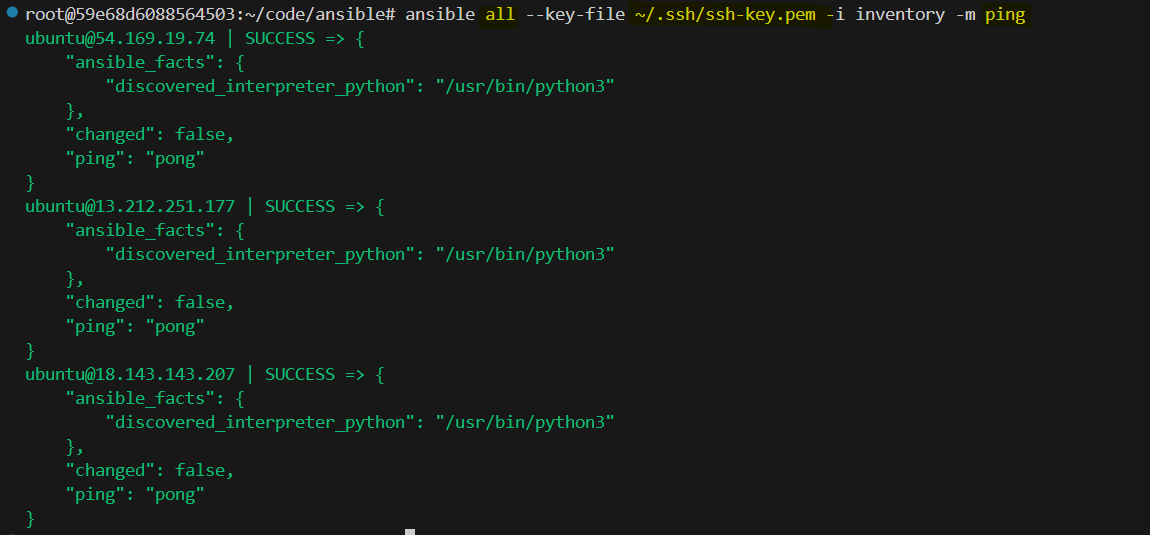 root@59e68d6088564503:~/code/ansible# ansible all --key-file ~/.ssh/ssh-key.pem -i inventory -m ping
ubuntu@54.169.19.74 | SUCCESS => {
    "ansible_facts": {
        "discovered_interpreter_python": "/usr/bin/python3"
    },
    "changed": false,
    "ping": "pong"
}
ubuntu@13.212.251.177 | SUCCESS => {
    "ansible_facts": {
        "discovered_interpreter_python": "/usr/bin/python3"
    },
    "changed": false,
    "ping": "pong"
}
ubuntu@18.143.143.207 | SUCCESS => {
    "ansible_facts": {
        "discovered_interpreter_python": "/usr/bin/python3"
    },
    "changed": false,
    "ping": "pong"
}